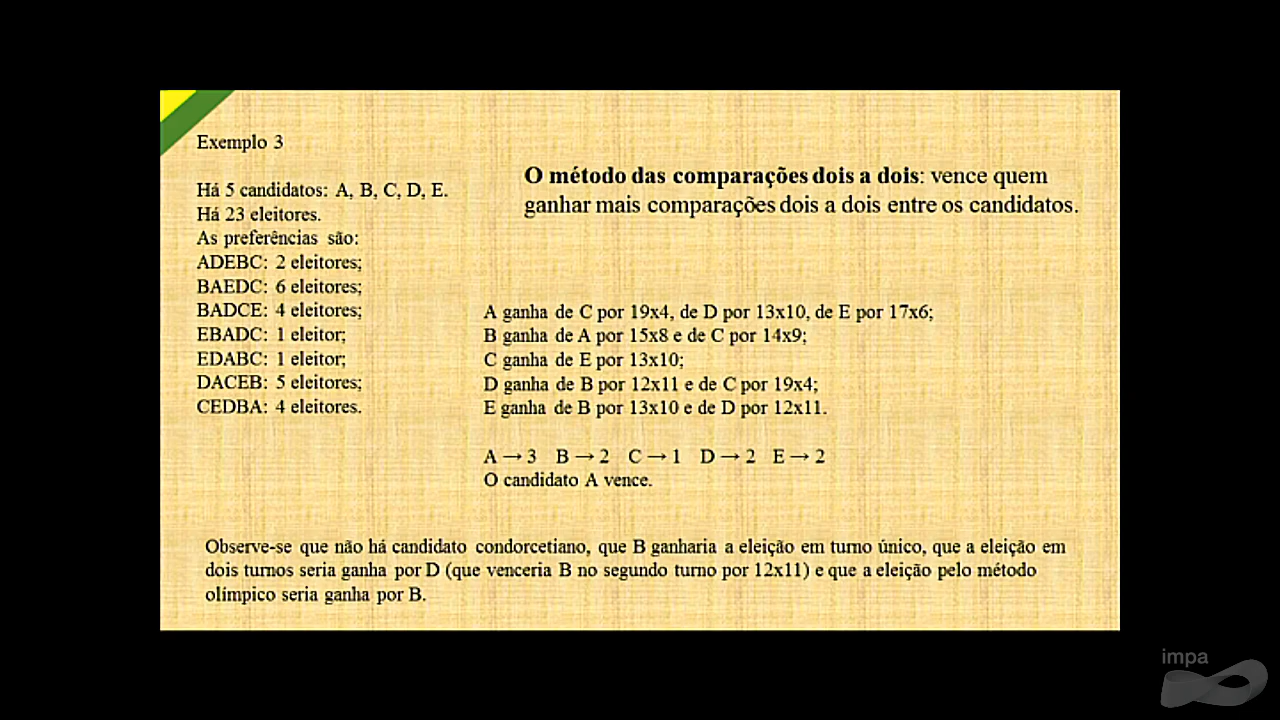 Exemplo 3
Há 5 candidatos: A, B, C, D, E.
Há 23 eleitores.
As preferências são:
ADEBC: 2 eleitores;
BAEDC: 6 eleitores;
BADCE: 4 eleitores;
EBADC: 1 eleitor;
EDABC: 1 eleitor;
DACEB: 5 eleitores;
CEDBA: 4 eleitores.
O método das comparações dois a dois: vence quem
ganhar mais comparações dois a dois entre os candidatos.
A ganha de C por 19x4, de D por 13x10, de E por 17x6;
B ganha de A por 15x8 e de C por 14x9;
C ganha de E por 13x10;
D ganha de B por 12x11 e de C por 19x4;
E ganha de B por 13x10 e de D por 12x11.
A → 3 B → 2 C → 1 D → 2 E → 2
O candidato A vence.
Observe-se que não há candidato condorcetiano, que B ganharia a eleição em turno único, que a eleição em
dois turnos seria ganha por D (que venceria B no segundo turno por 12x11) e que a eleição pelo método
olímpico seria ganha por B.
impa